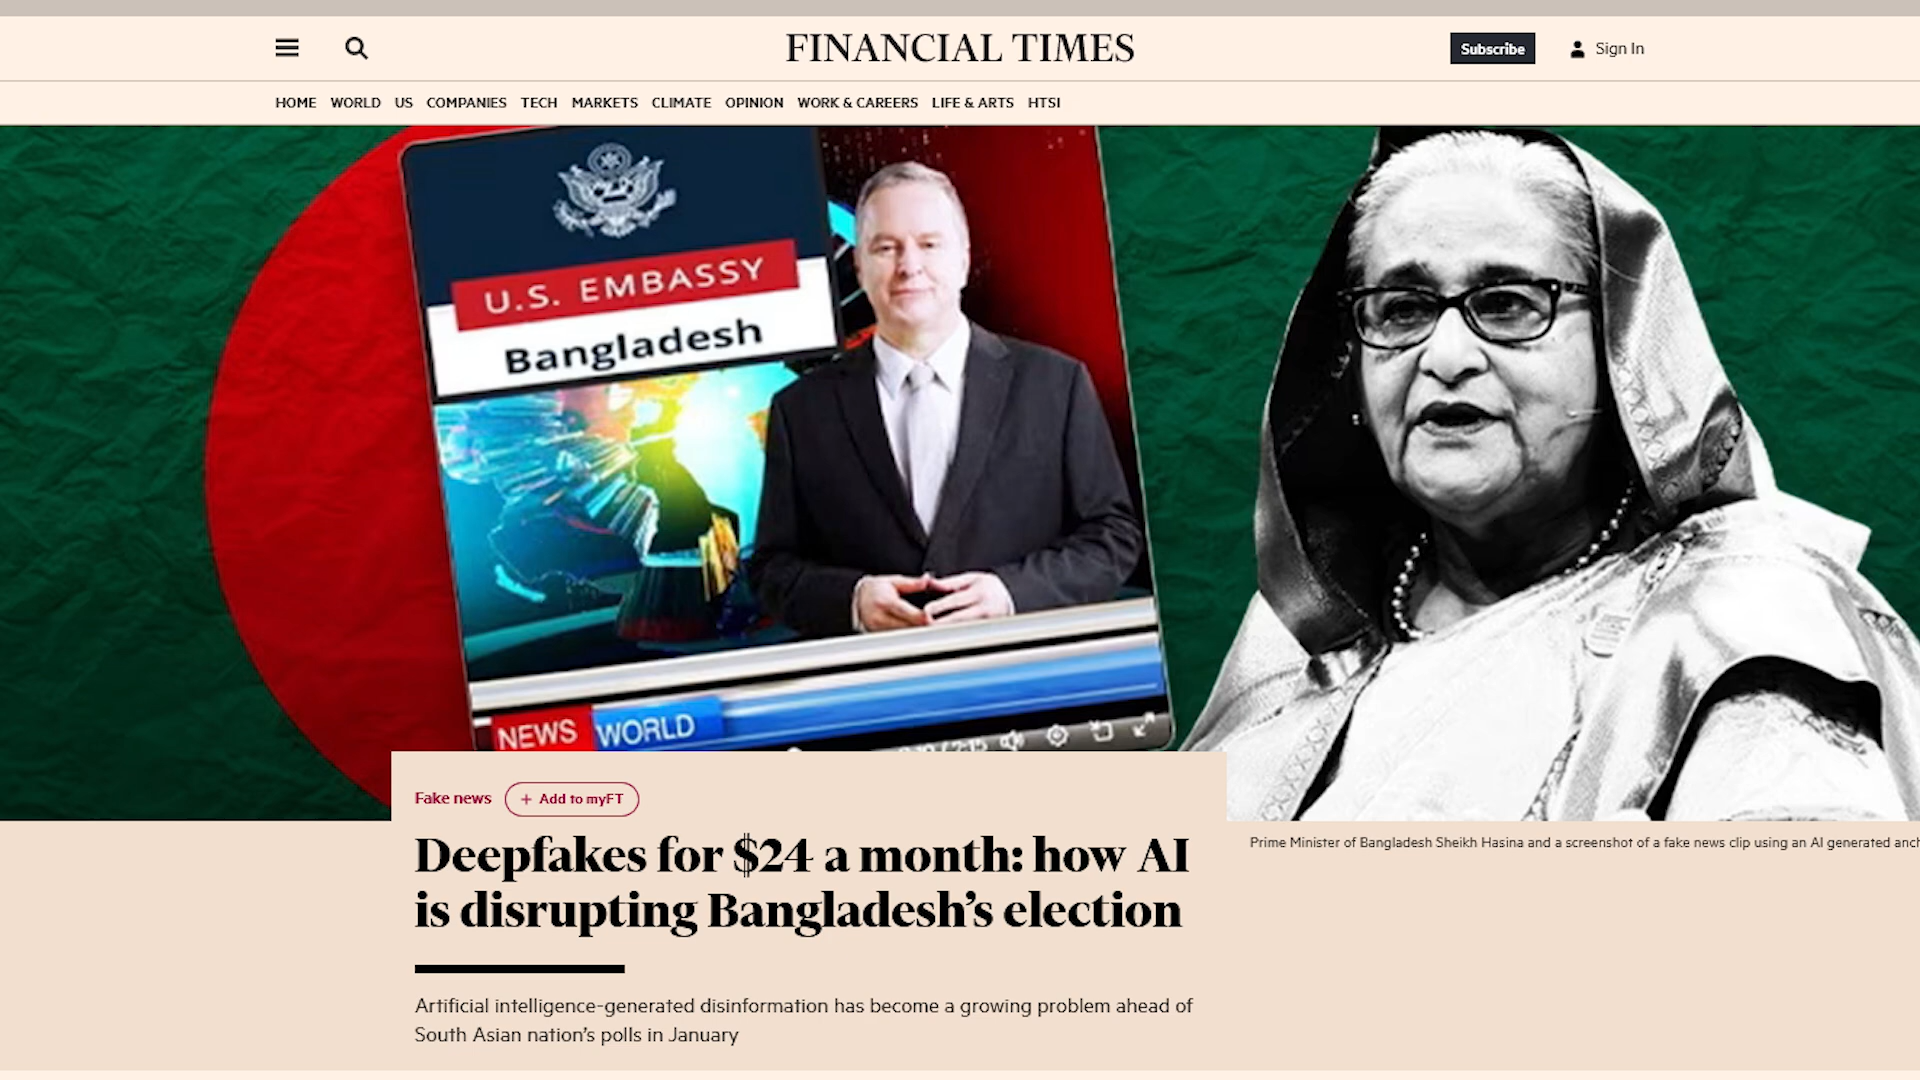 FINANCIAL TIMES
Subscribe
Sign In
HOME WORLD US COMPANIES TECH MARKETS CLIMATE OPINION WORK & CAREERS LIFE & ARTS HTSI
U.S. EMBASSY
Bangladesh
NEWS WORLD
Fake news + Add to myFT
Deepfakes for $24 a month: how AI
is disrupting Bangladesh’s election
Prime Minister of Bangladesh Sheikh Hasina and a screenshot of a fake news clip using an AI generated
Artificial intelligence-generated disinformation has become a growing problem ahead of
South Asian nation’s polls in January